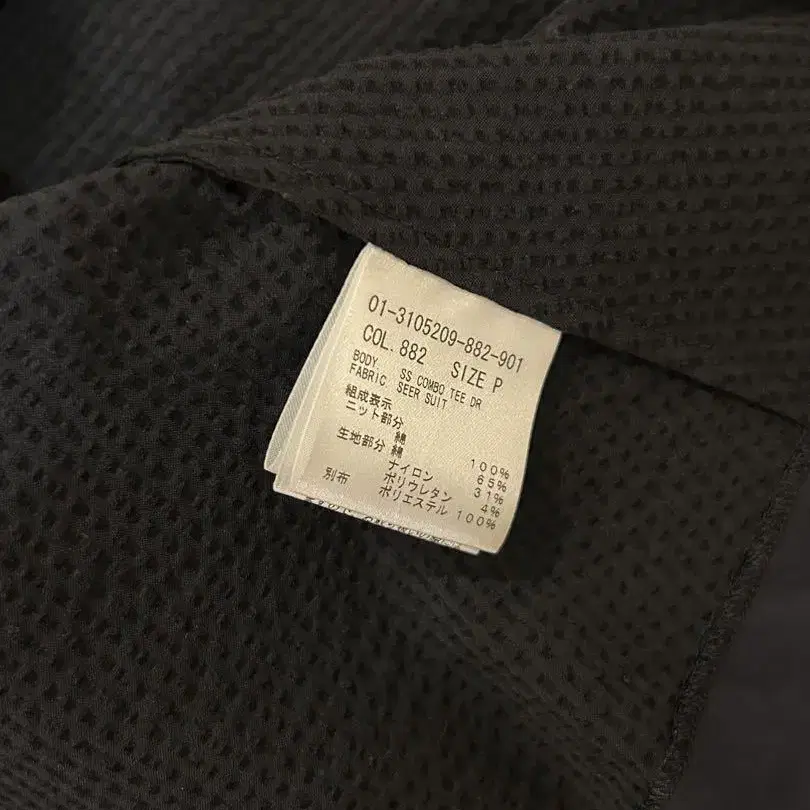 01-3105209-882-901
COL. 882 SIZE P
BODY. SS COMBO TEE DR
FABRIC SEER SUIT
組成表示
ニット部分
綿 100%
生地部分 綿 65%
ナイロン 31%
ポリウレタン 4%
別布 ポリエステル 100%